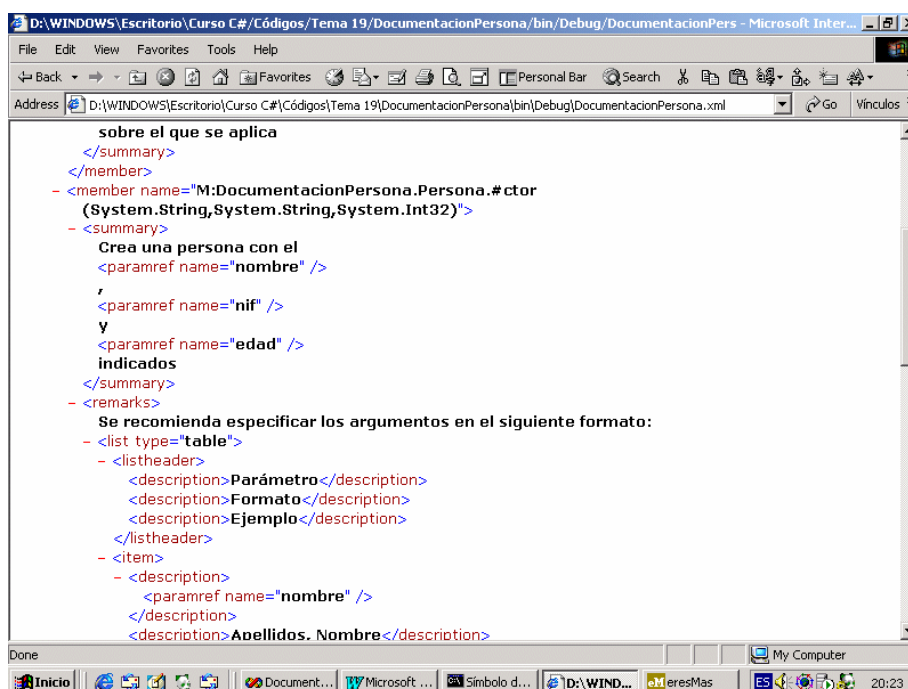 D:\WINDOWS\Escritorio\Curso C#/Códigos/Tema 19/DocumentacionPersona/bin/Debug/DocumentacionPers - Microsoft Inter...
File Edit View Favorites Tools Help
Back Favorites Personal Bar Search
Address D:\WINDOWS\Escritorio\Curso C#\Códigos\Tema 19\DocumentacionPersona\bin\Debug\DocumentacionPersona.xml Go Vínculos
sobre el que se aplica
</summary>
</member>
- <member name="M:DocumentacionPersona.Persona.#ctor
(System.String,System.String,System.Int32)">
- <summary>
Crea una persona con el
<paramref name="nombre" />
,
<paramref name="nif" />
y
<paramref name="edad" />
indicados
</summary>
- <remarks>
Se recomienda especificar los argumentos en el siguiente formato:
- <list type="table">
- <listheader>
<description>Parámetro</description>
<description>Formato</description>
<description>Ejemplo</description>
</listheader>
- <item>
- <description>
<paramref name="nombre" />
</description>
<description>Apellidos, Nombre</description>
Done My Computer
Inicio Document... Microsoft ... Símbolo d... D:\WIND... eresMas ES 20:23